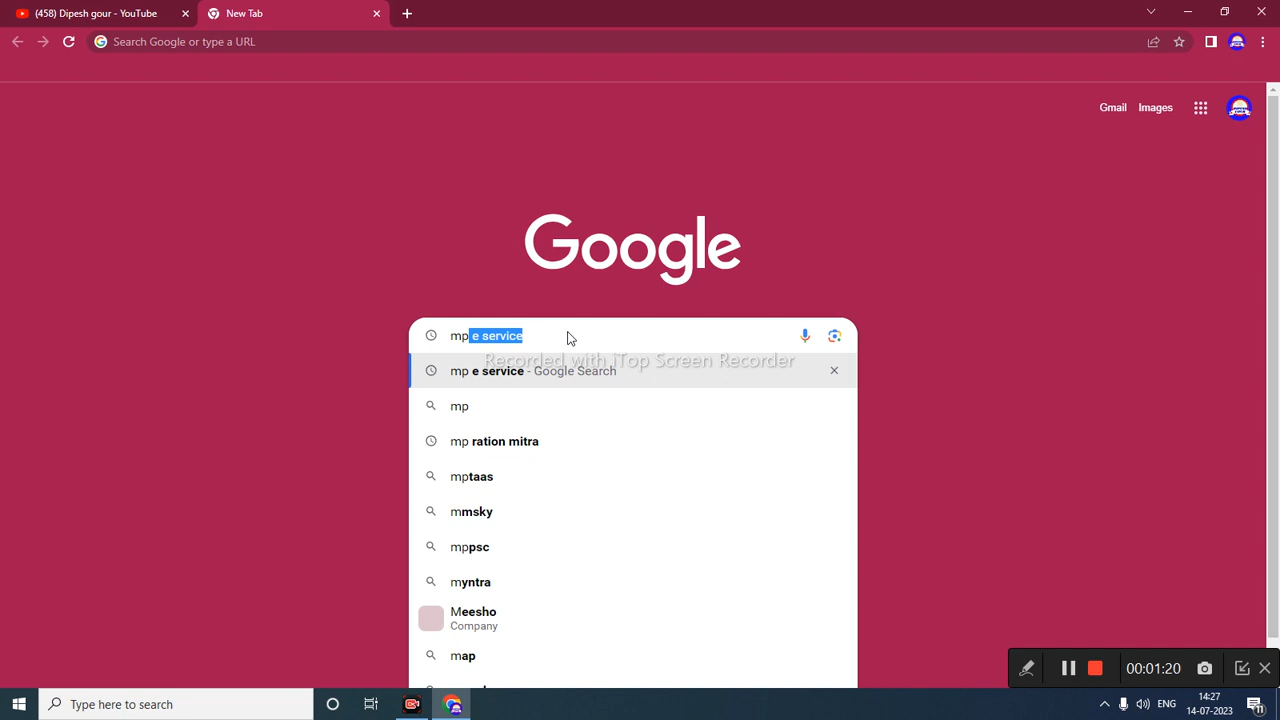 (458) Dipesh gour - YouTube
New Tab
Search Google or type a URL
Gmail Images
Google
mp e service
Recorded with iTop Screen Recorder
mp e service - Google Search
mp
mp ration mitra
mptaas
mmsky
mppsc
myntra
Meesho
Company
map
00:01:20
Type here to search
ENG
14:27
14-07-2023
11